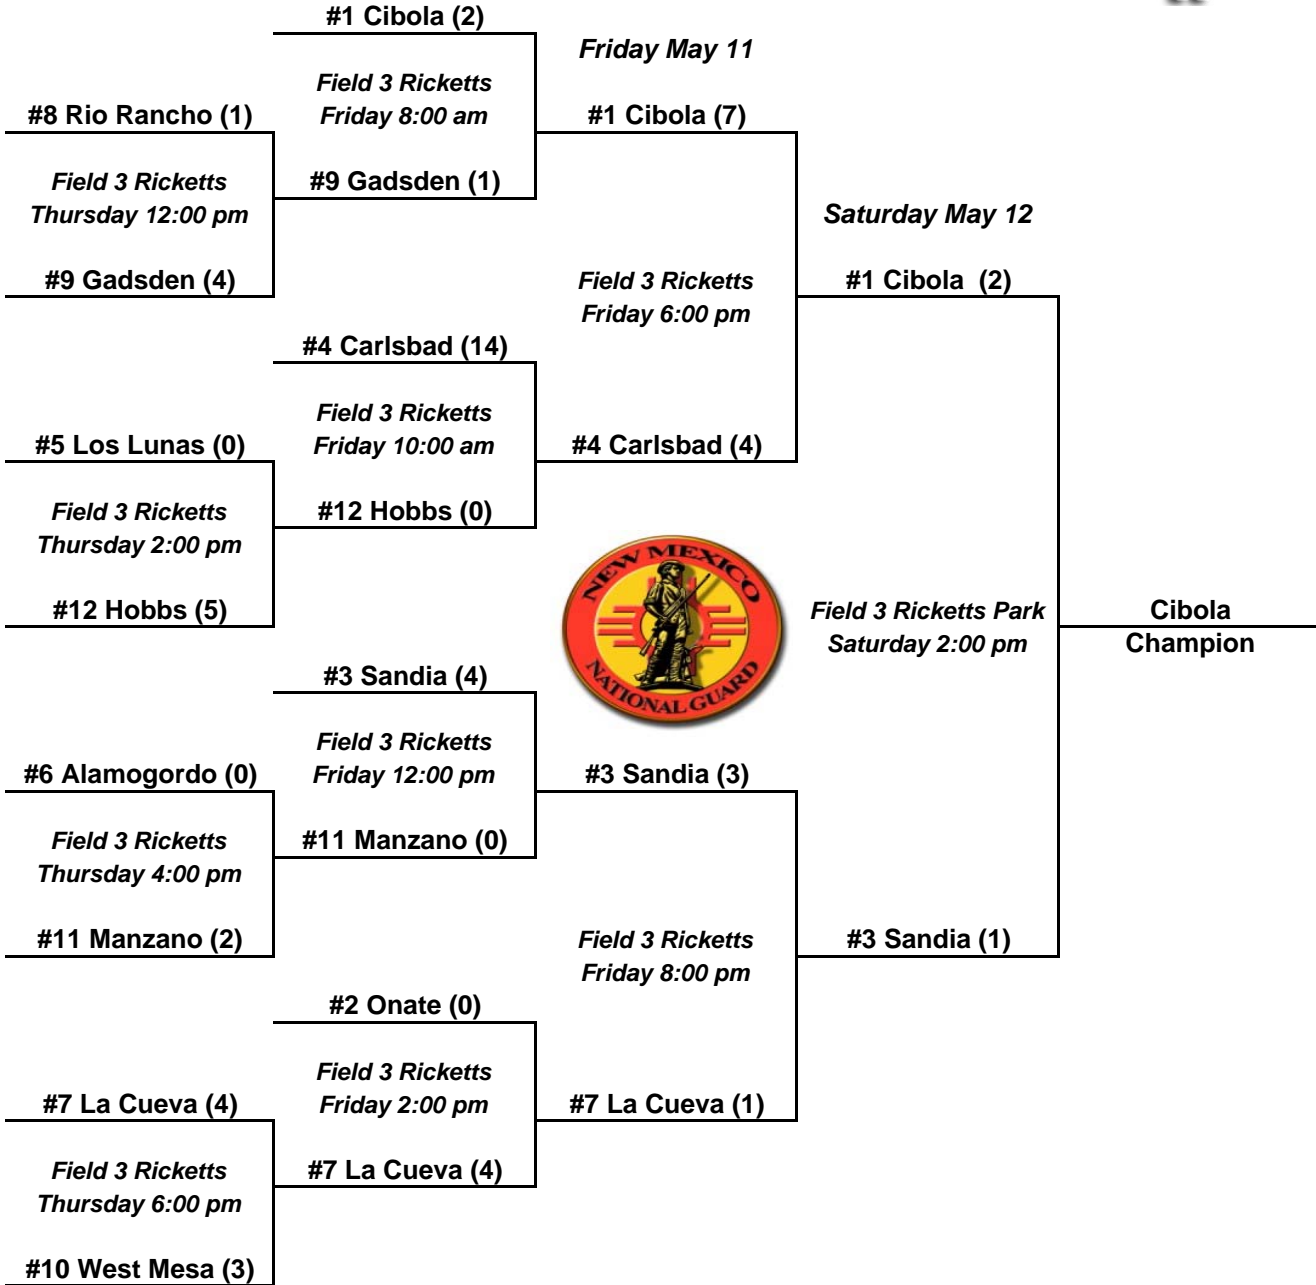 #1 Cibola (2)
Friday May 11
Field 3 Ricketts
Friday 8:00 am
#8 Rio Rancho (1)
#1 Cibola (7)
Field 3 Ricketts
Thursday 12:00 pm
#9 Gadsden (1)
Saturday May 12
#9 Gadsden (4)
Field 3 Ricketts
Friday 6:00 pm
#1 Cibola  (2)
#4 Carlsbad (14)
Field 3 Ricketts
Friday 10:00 am
#5 Los Lunas (0)
#4 Carlsbad (4)
Field 3 Ricketts
Thursday 2:00 pm
#12 Hobbs (0)
#12 Hobbs (5)
NEW MEXICO
NATIONAL GUARD
Field 3 Ricketts Park
Saturday 2:00 pm
Cibola
Champion
#3 Sandia (4)
Field 3 Ricketts
Friday 12:00 pm
#6 Alamogordo (0)
#3 Sandia (3)
Field 3 Ricketts
Thursday 4:00 pm
#11 Manzano (0)
#11 Manzano (2)
Field 3 Ricketts
Friday 8:00 pm
#3 Sandia (1)
#2 Onate (0)
Field 3 Ricketts
Friday 2:00 pm
#7 La Cueva (4)
#7 La Cueva (1)
Field 3 Ricketts
Thursday 6:00 pm
#7 La Cueva (4)
#10 West Mesa (3)